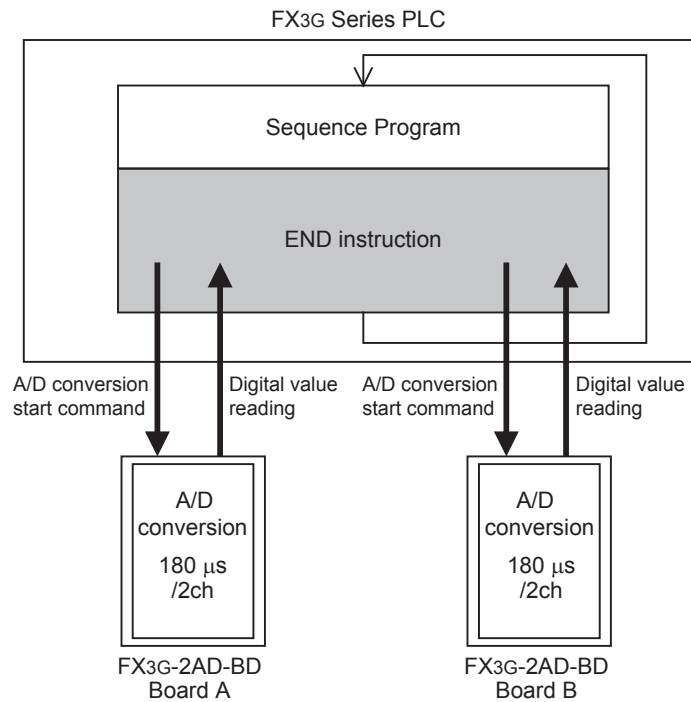 FX3G Series PLC
Sequence Program
END instruction
A/D conversion
start command
Digital value
reading
A/D conversion
start command
Digital value
reading
A/D
conversion
180 μs
/2ch
FX3G-2AD-BD
Board A
A/D
conversion
180 μs
/2ch
FX3G-2AD-BD
Board B